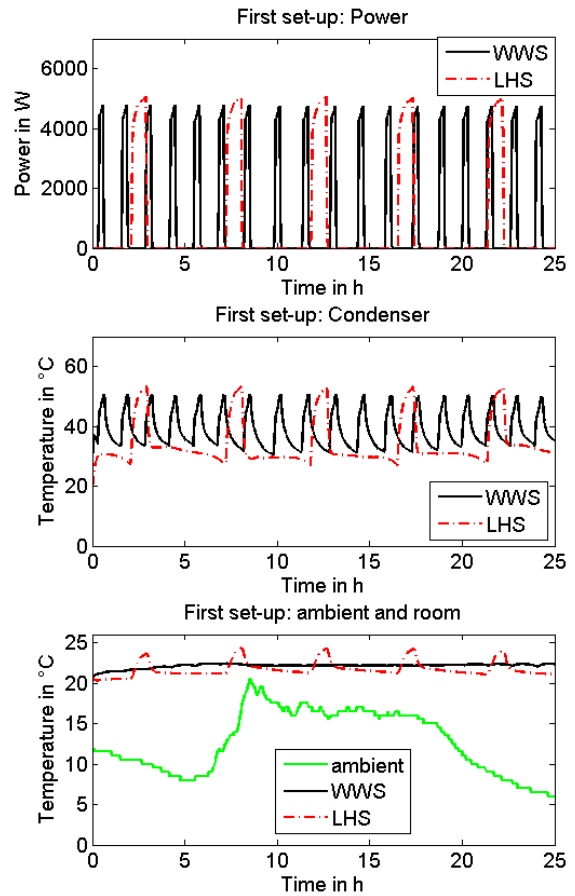 First set-up: Power
Power in W
6000
4000
2000
0
WWS
LHS
0 5 10 15 20 25
Time in h
First set-up: Condenser
Temperature in °C
60
40
20
0
WWS
LHS
0 5 10 15 20 25
Time in h
First set-up: ambient and room
Temperature in °C
25
20
15
10
5
0
ambient
WWS
LHS
0 5 10 15 20 25
Time in h